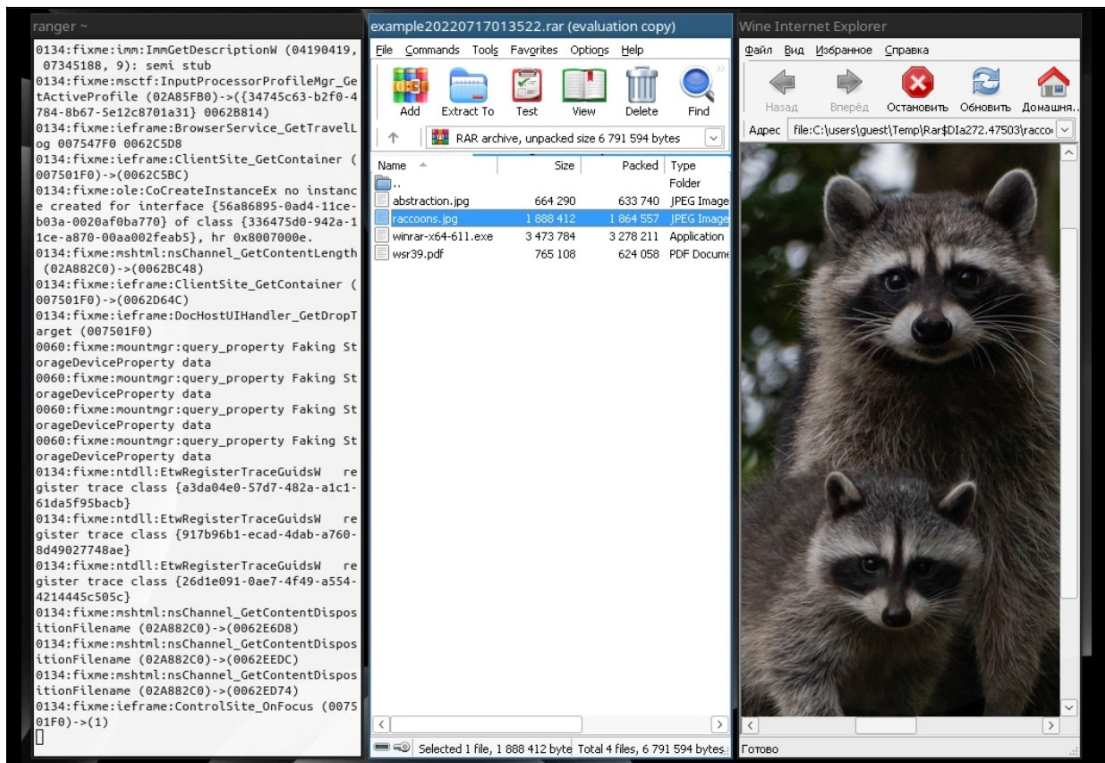 ranger ~
0134:fixme:imm:ImmGetDescriptionW (04190419,
07345188, 9): semi stub
0134:fixme:msctf:InputProcessorProfileMgr_Ge
tActiveProfile (02A85FB0)->({34745c63-b2f0-4
784-8b67-5e12c8701a31} 0062B814)
0134:fixme:ieframe:BrowserService_GetTravelL
og 007547F0 0062C5D8
0134:fixme:ieframe:ClientSite_GetContainer (
007501F0)->(0062C5BC)
0134:fixme:ole:CoCreateInstanceEx no instanc
e created for interface {56a86895-0ad4-11ce-
b03a-0020af0ba770} of class {336475d0-942a-1
1ce-a870-00aa002feab5}, hr 0x8007000e.
0134:fixme:mshtml:nsChannel_GetContentLength
(02A882C0)->(0062BC48)
0134:fixme:ieframe:ClientSite_GetContainer (
007501F0)->(0062D64C)
0134:fixme:ieframe:DocHostUIHandler_GetDropT
arget (007501F0)
0060:fixme:mountmgr:query_property Faking St
orageDeviceProperty data
0060:fixme:mountmgr:query_property Faking St
orageDeviceProperty data
0060:fixme:mountmgr:query_property Faking St
orageDeviceProperty data
0060:fixme:mountmgr:query_property Faking St
orageDeviceProperty data
0134:fixme:ntdll:EtwRegisterTraceGuidsW   re
gister trace class {a3da04e0-57d7-482a-a1c1-
61da5f95bacb}
0134:fixme:ntdll:EtwRegisterTraceGuidsW   re
gister trace class {917b96b1-ecad-4dab-a760-
8d49027748ae}
0134:fixme:ntdll:EtwRegisterTraceGuidsW   re
gister trace class {26d1e091-0ae7-4f49-a554-
4214445c505c}
0134:fixme:mshtml:nsChannel_GetContentDispos
itionFilename (02A882C0)->(0062E6D8)
0134:fixme:mshtml:nsChannel_GetContentDispos
itionFilename (02A882C0)->(0062EEDC)
0134:fixme:mshtml:nsChannel_GetContentDispos
itionFilename (02A882C0)->(0062ED74)
0134:fixme:ieframe:ControlSite_OnFocus (0075
01F0)->(1)
example20220717013522.rar (evaluation copy)
File Commands Tools Favorites Options Help
Add Extract To Test View Delete Find
RAR archive, unpacked size 6 791 594 bytes
Name Size Packed Type
.. Folder
abstraction.jpg 664 290 633 740 JPEG Image
raccoons.jpg 1 888 412 1 864 557 JPEG Image
winrar-x64-611.exe 3 473 784 3 278 211 Application
wsr39.pdf 765 108 624 058 PDF Docume
Selected 1 file, 1 888 412 byte Total 4 files, 6 791 594 bytes
Wine Internet Explorer
Файл Вид Избранное Справка
Назад Вперёд Остановить Обновить Домашня..
Адрес file:C:\users\guest\Temp\Rar$DIa272.47503\raccoo
Готово